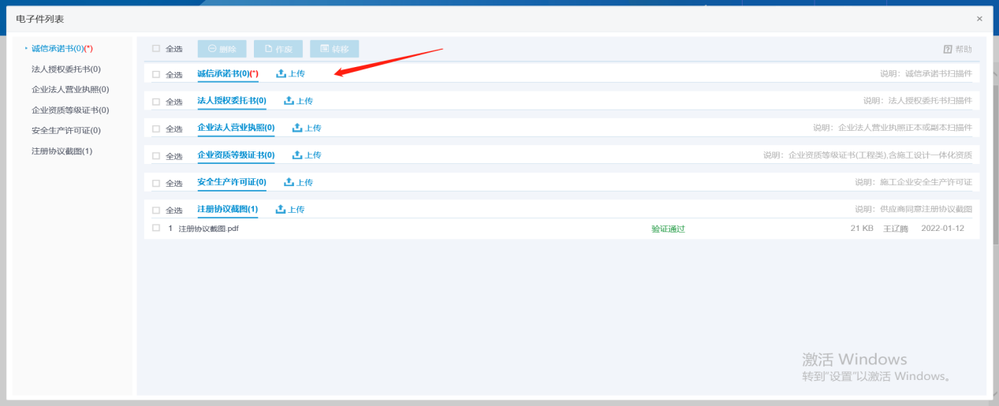 电子件列表 ×
诚信承诺书(0)(*)
法人授权委托书(0)
企业法人营业执照(0)
企业资质等级证书(0)
安全生产许可证(0)
注册协议截图(1)
全选 删除 作废 转移 帮助
全选 诚信承诺书(0)(*) 上传 说明：诚信承诺书扫描件
全选 法人授权委托书(0) 上传 说明：法人授权委托书扫描件
全选 企业法人营业执照(0) 上传 说明：企业法人营业执照正本或副本扫描件
全选 企业资质等级证书(0) 上传 说明：企业资质等级证书(工程类),含施工设计一体化资质
全选 安全生产许可证(0) 上传 说明：施工企业安全生产许可证
全选 注册协议截图(1) 上传 说明：供应商同意注册协议截图
1 注册协议截图.pdf 验证通过 21 KB 王辽腾 2022-01-12
激活 Windows
转到"设置"以激活 Windows。